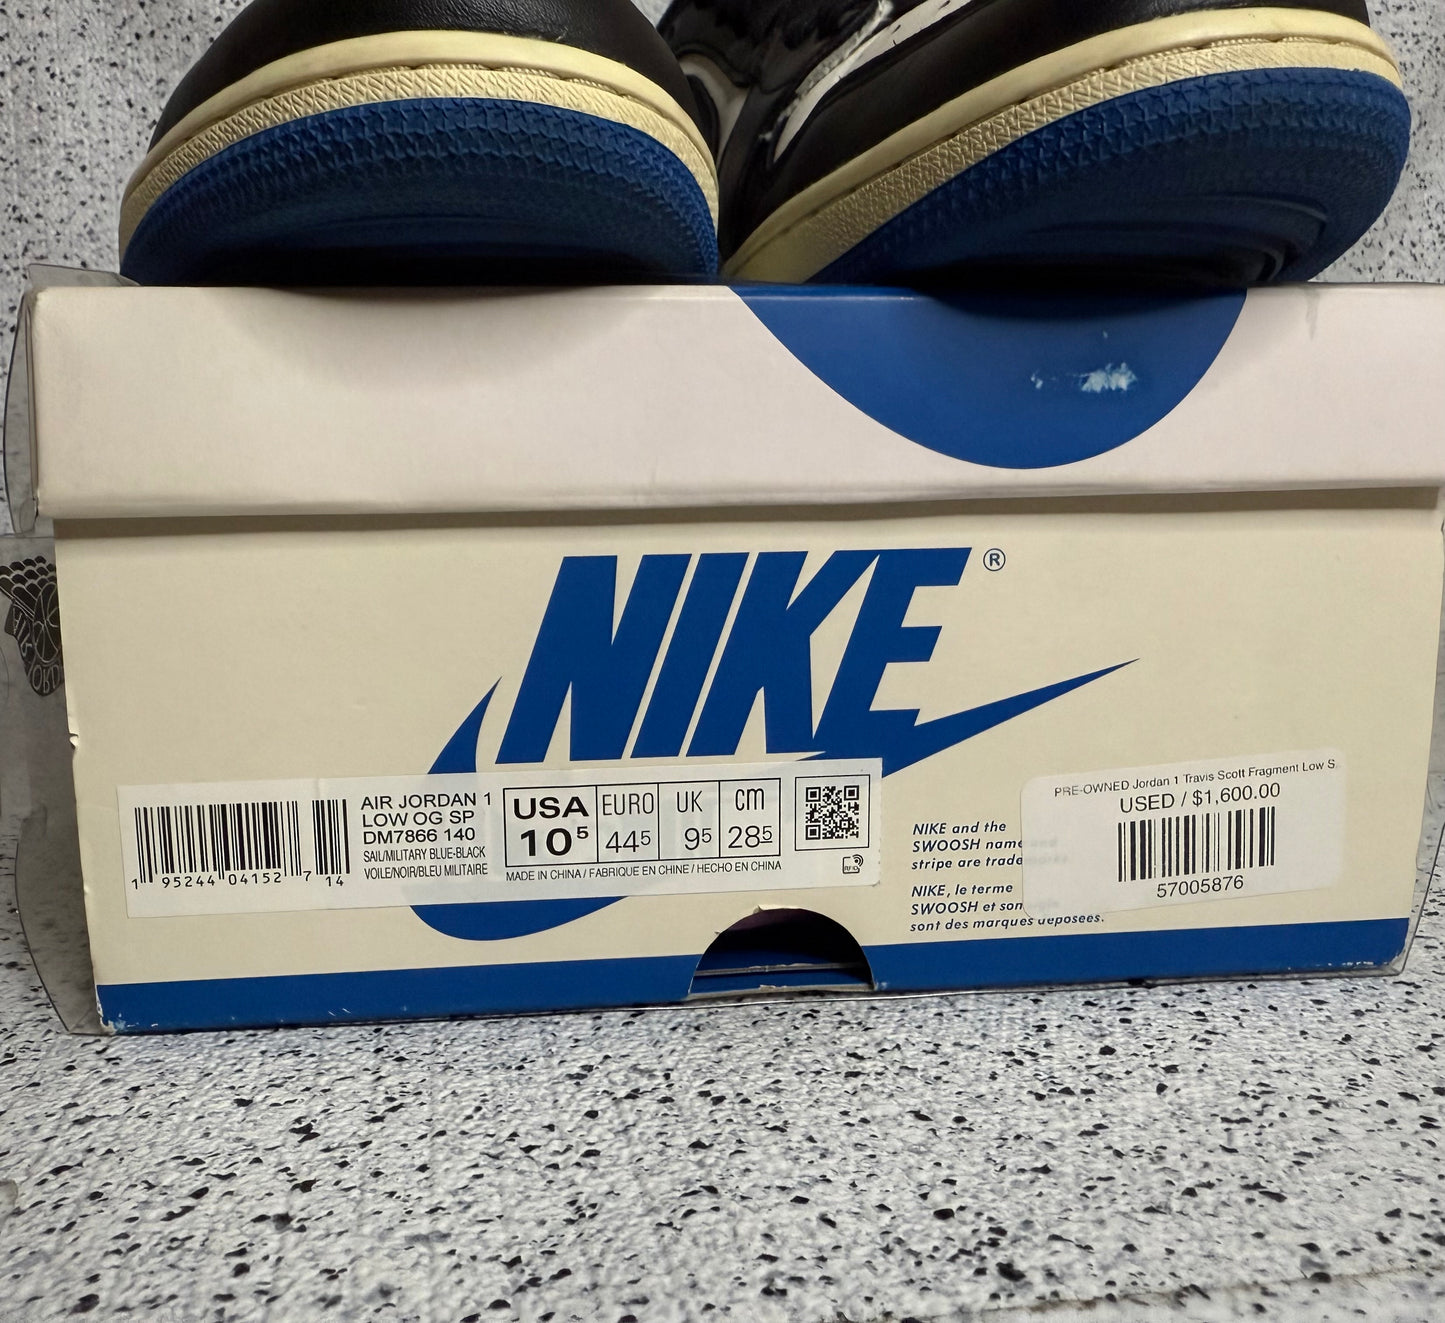 NIKE ®
AIR JORDAN 1
LOW OG SP
DM7866 140
SAIL/MILITARY BLUE-BLACK
VOILE/NOIR/BLEU MILITAIRE
1 95244 04152 7 14
USA EURO UK cm
10⁵ 44⁵ 9⁵ 28⁵
MADE IN CHINA / FABRIQUE EN CHINE / HECHO EN CHINA
RFID
NIKE and the
SWOOSH name and
stripe are trademarks
NIKE, le terme
SWOOSH et son
sont des marques déposées.
PRE-OWNED Jordan 1 Travis Scott Fragment Low S
USED / $1,600.00
57005876
AIR
JORD